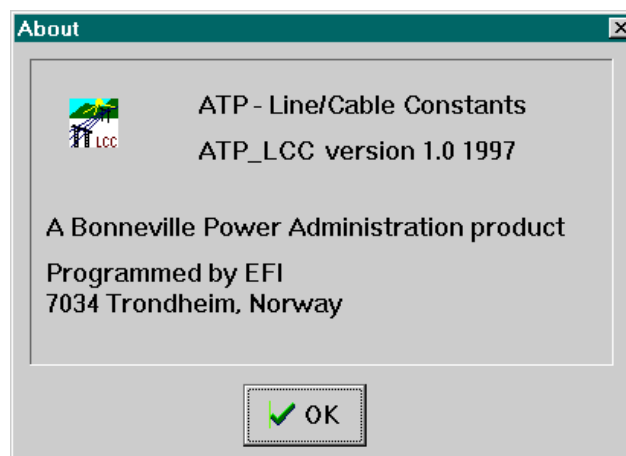 About
LCC
ATP - Line/Cable Constants
ATP_LCC version 1.0 1997
A Bonneville Power Administration product
Programmed by EFI
7034 Trondheim, Norway
OK